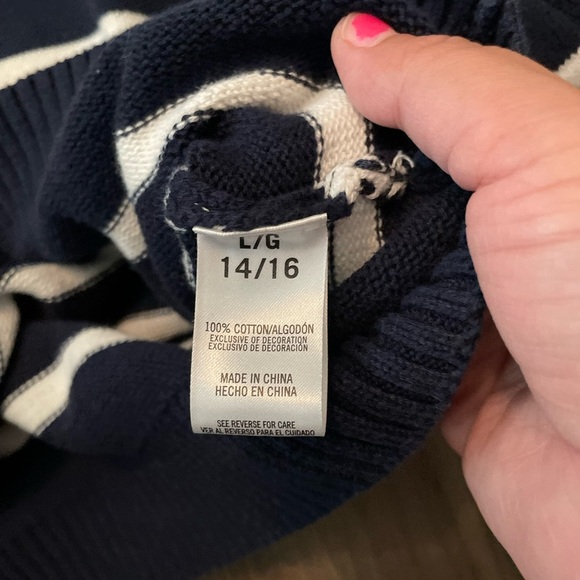 L/G
14/16
100% COTTON/ALGODÓN
EXCLUSIVE OF DECORATION
EXCLUSIVO DE DECORACIÓN
MADE IN CHINA
HECHO EN CHINA
SEE REVERSE FOR CARE
VER AL REVERSO PARA EL CUIDADO